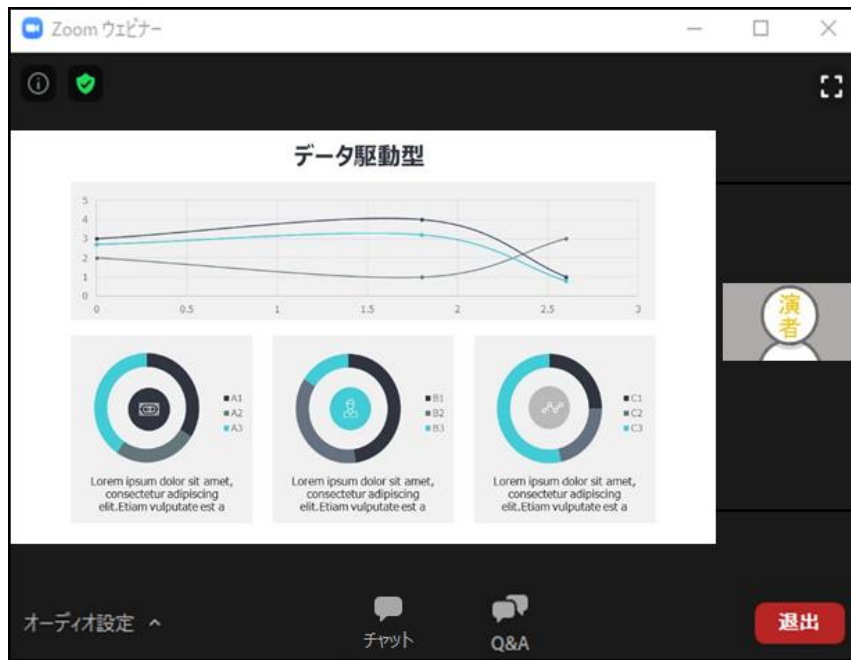 Zoom ウェビナー
データ駆動型
5
4
3
2
1
0
0 0.5 1 1.5 2 2.5 3
演者
A1
A2
A3
Lorem ipsum dolor sit amet,
consectetur adipiscing
elit.Etiam vulputate est a
B1
B2
B3
Lorem ipsum dolor sit amet,
consectetur adipiscing
elit.Etiam vulputate est a
C1
C2
C3
Lorem ipsum dolor sit amet,
consectetur adipiscing
elit.Etiam vulputate est a
オーディオ設定
チャット
Q&A
退出